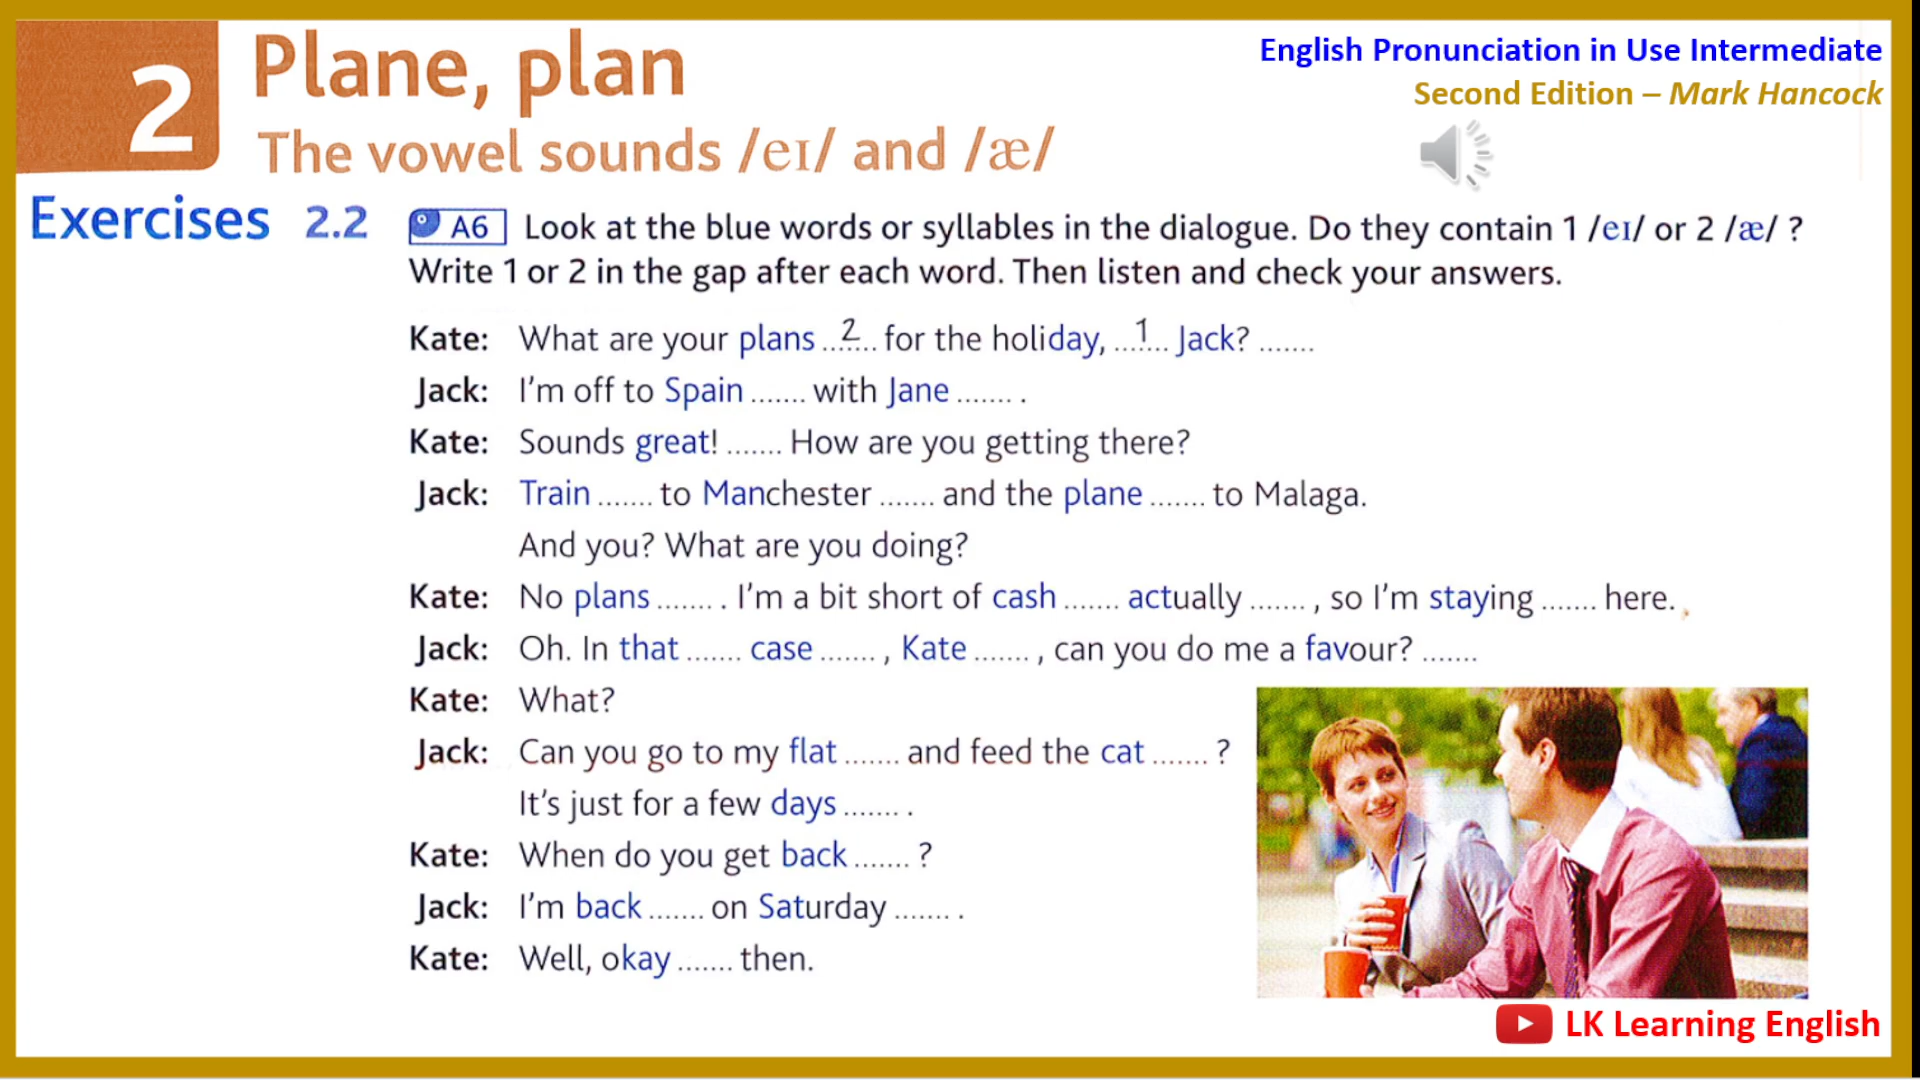 2
Plane, plan
The vowel sounds /eɪ/ and /æ/
English Pronunciation in Use Intermediate
Second Edition – Mark Hancock
Exercises 2.2
A6 Look at the blue words or syllables in the dialogue. Do they contain 1 /eɪ/ or 2 /æ/ ?
Write 1 or 2 in the gap after each word. Then listen and check your answers.
Kate: What are your plans ...2... for the holiday, ...1... Jack? .......
Jack: I'm off to Spain ....... with Jane ....... .
Kate: Sounds great! ....... How are you getting there?
Jack: Train ....... to Manchester ....... and the plane ....... to Malaga.
And you? What are you doing?
Kate: No plans ....... . I'm a bit short of cash ....... actually ....... , so I'm staying ....... here.
Jack: Oh. In that ....... case ....... , Kate ....... , can you do me a favour? .......
Kate: What?
Jack: Can you go to my flat ....... and feed the cat ....... ?
It's just for a few days ....... .
Kate: When do you get back ....... ?
Jack: I'm back ....... on Saturday ....... .
Kate: Well, okay ....... then.
LK Learning English